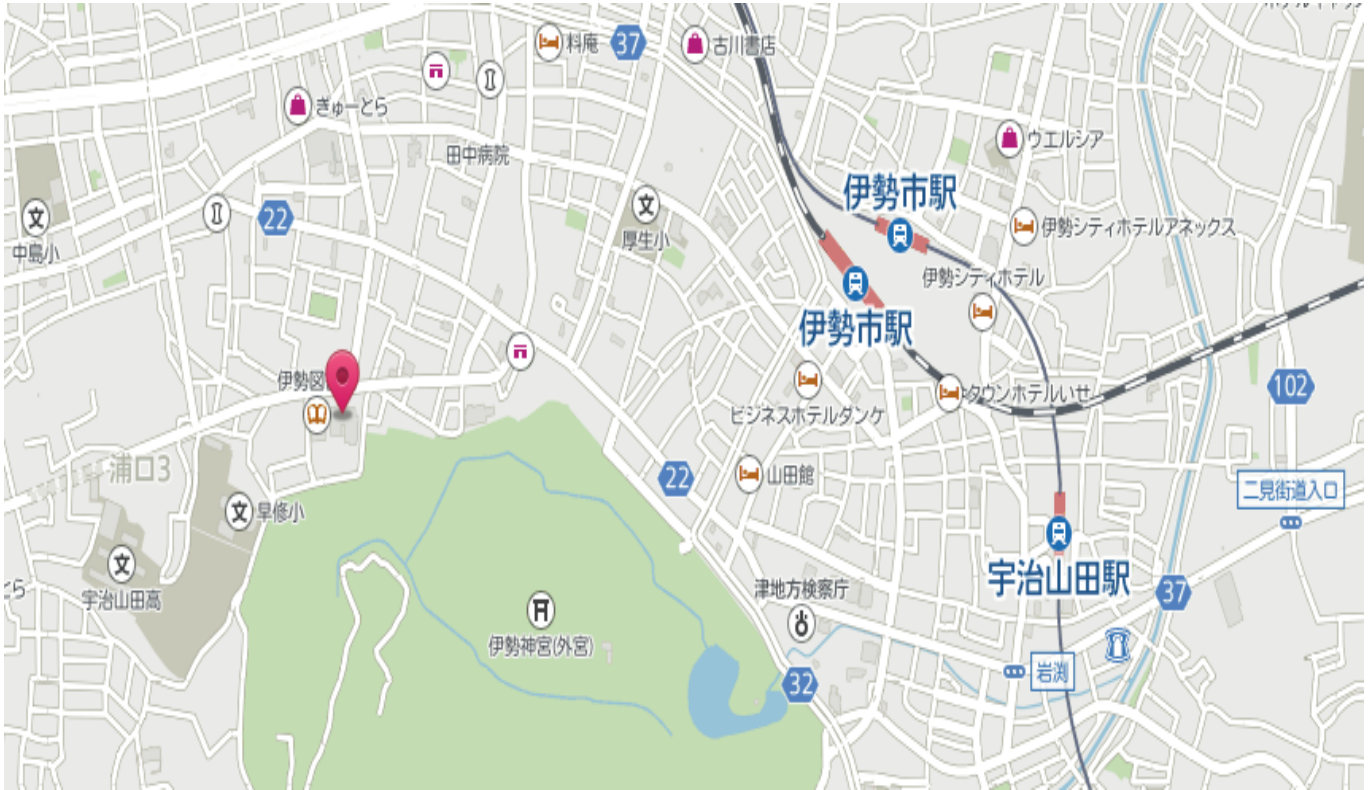 料庵
37
古川書店
ぎゅーとら
田中病院
ウエルシア
中島小
22
厚生小
伊勢市駅
伊勢シティホテルアネックス
伊勢シティホテル
伊勢市駅
伊勢図
タウンホテルいせ
102
ビジネスホテルダンケ
浦口3
22
山田館
二見街道入口
早修小
宇治山田高
宇治山田駅
津地方検察庁
37
伊勢神宮(外宮)
岩渕
32